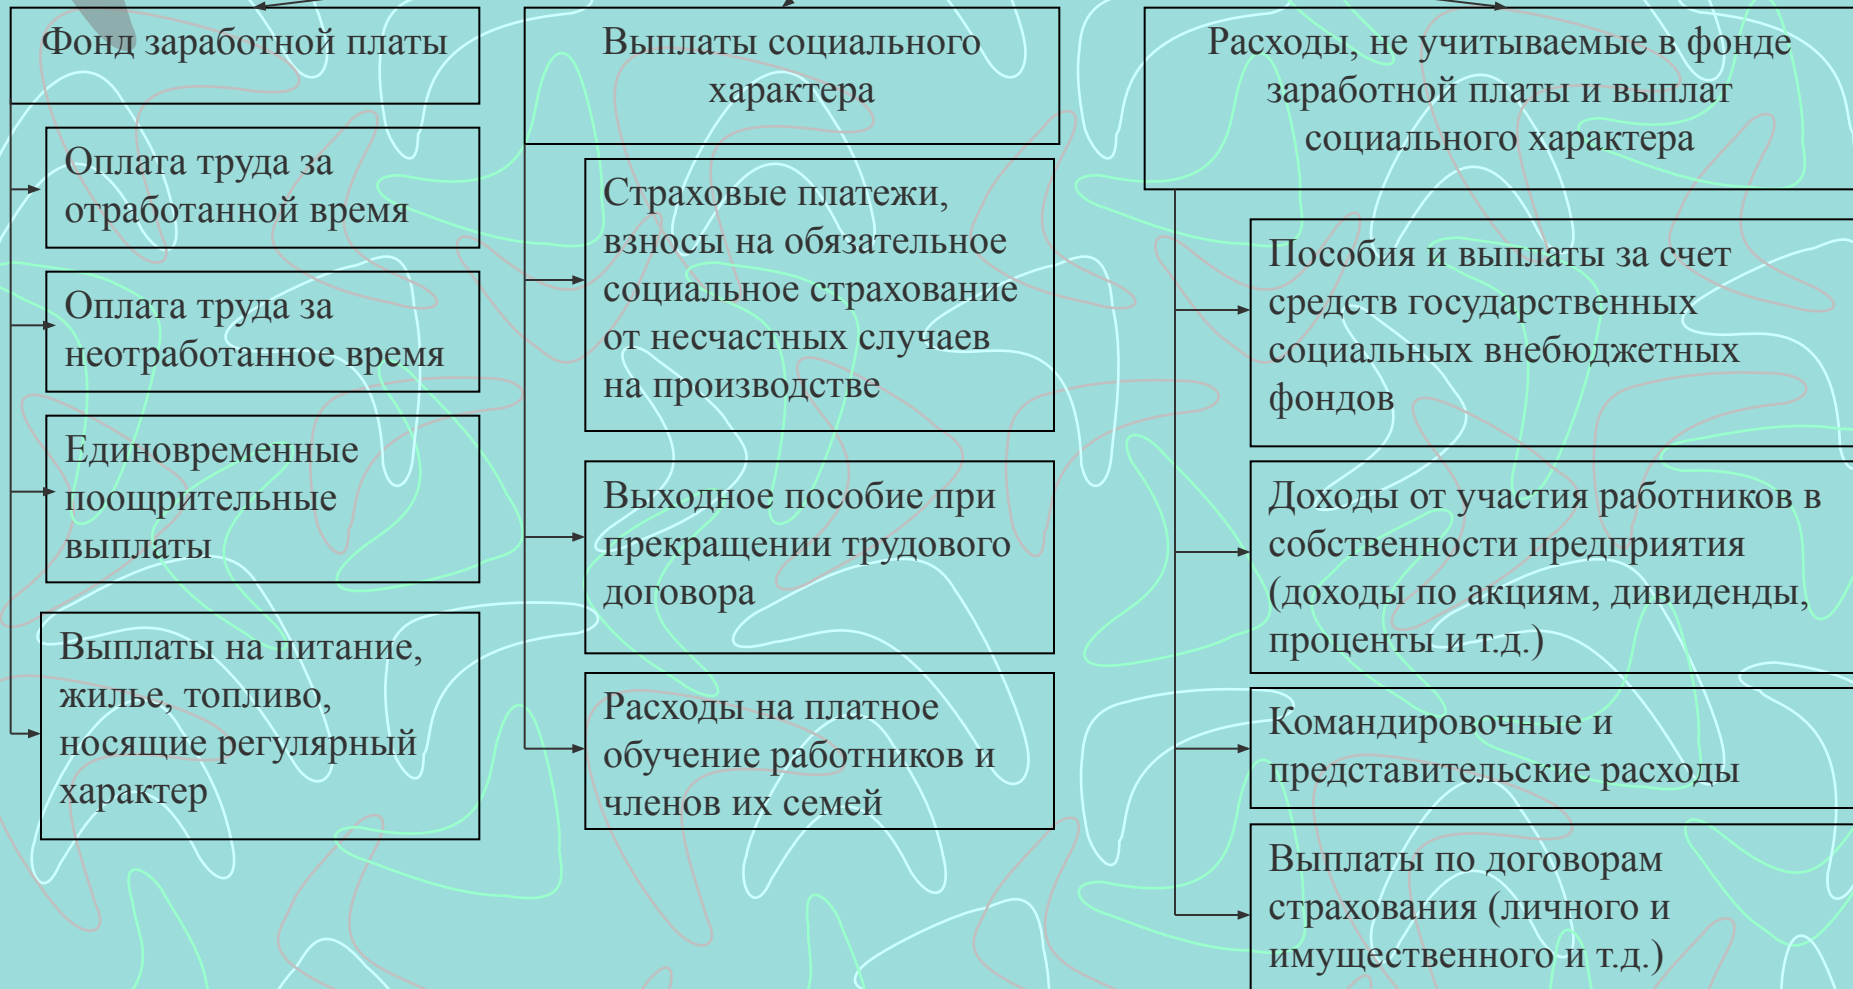 Фонд заработной платы
Оплата труда за
отработанной время
Оплата труда за
неотработанное время
Единовременные
поощрительные
выплаты
Выплаты на питание,
жилье, топливо,
носящие регулярный
характер
Выплаты социального
характера
Страховые платежи,
взносы на обязательное
социальное страхование
от несчастных случаев
на производстве
Выходное пособие при
прекращении трудового
договора
Расходы на платное
обучение работников и
членов их семей
Расходы, не учитываемые в фонде
заработной платы и выплат
социального характера
Пособия и выплаты за счет
средств государственных
социальных внебюджетных
фондов
Доходы от участия работников в
собственности предприятия
(доходы по акциям, дивиденды,
проценты и т.д.)
Командировочные и
представительские расходы
Выплаты по договорам
страхования (личного и
имущественного и т.д.)